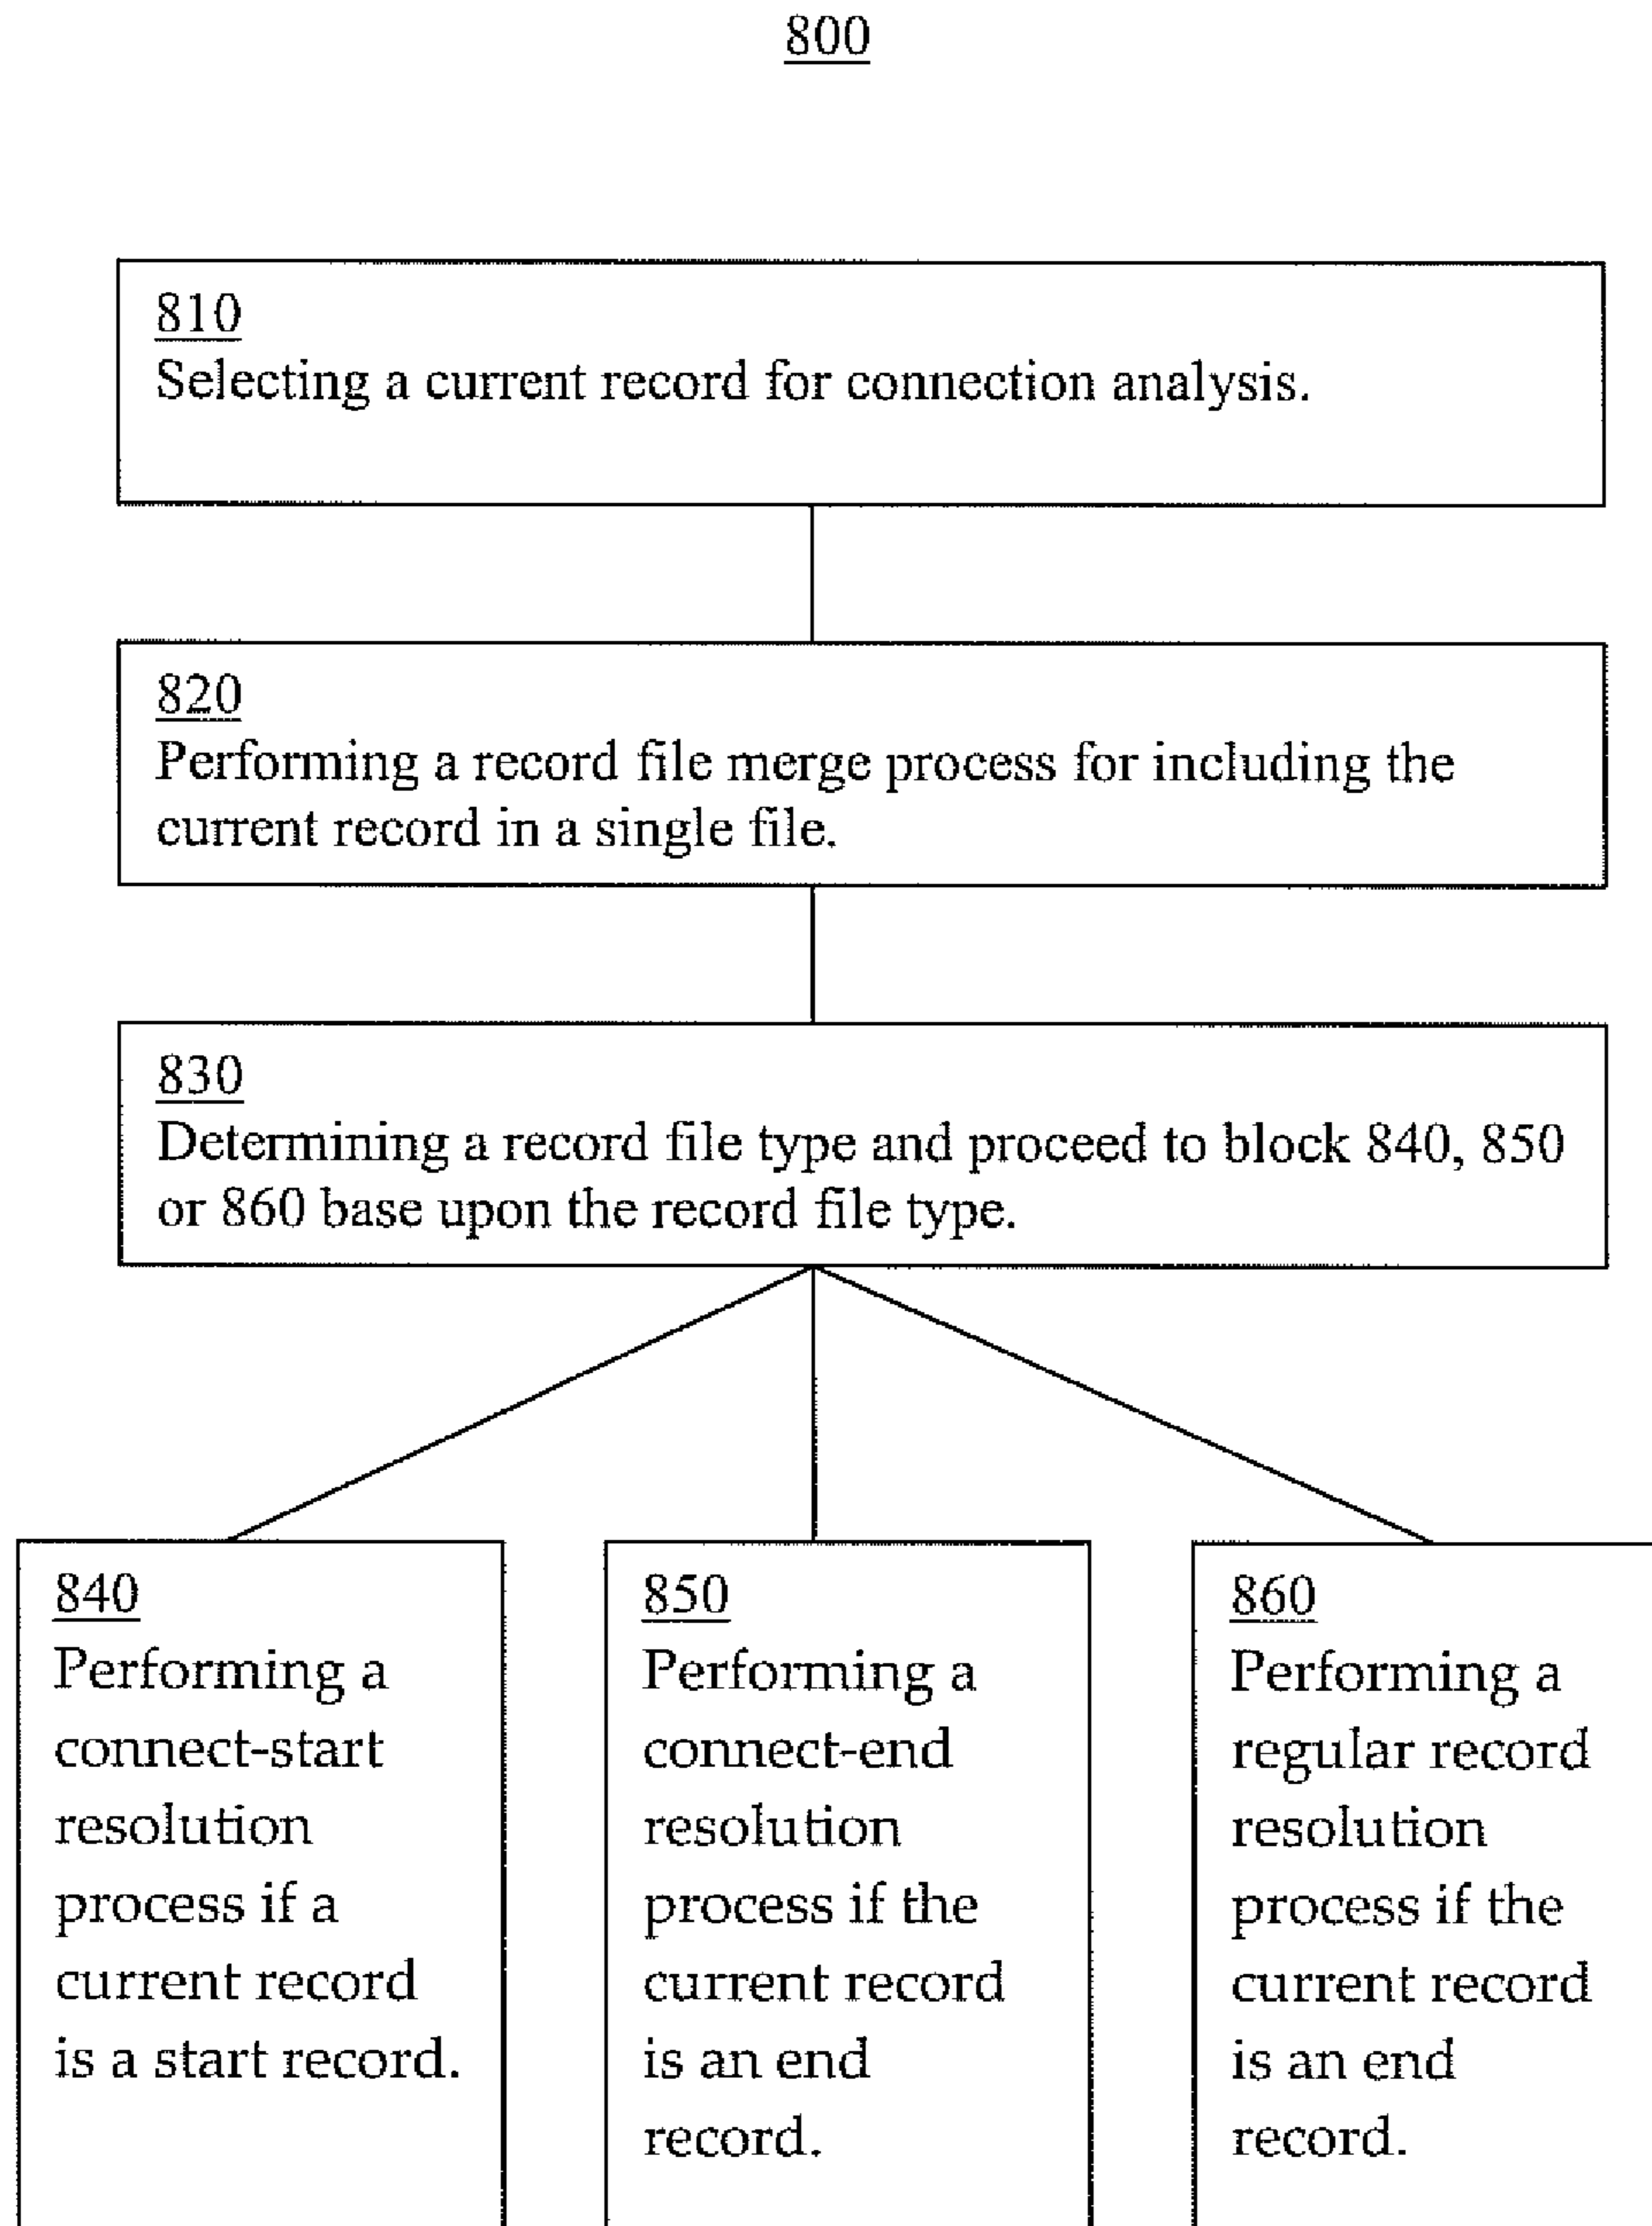 800
810
Selecting a current record for connection analysis.
820
Performing a record file merge process for including the
current record in a single file.
830
Determining a record file type and proceed to block 840, 850
or 860 base upon the record file type.
840
Performing a
connect-start
resolution
process if a
current record
is a start record.
850
Performing a
connect-end
resolution
process if the
current record
is an end
record.
860
Performing a
regular record
resolution
process if the
current record
is an end
record.